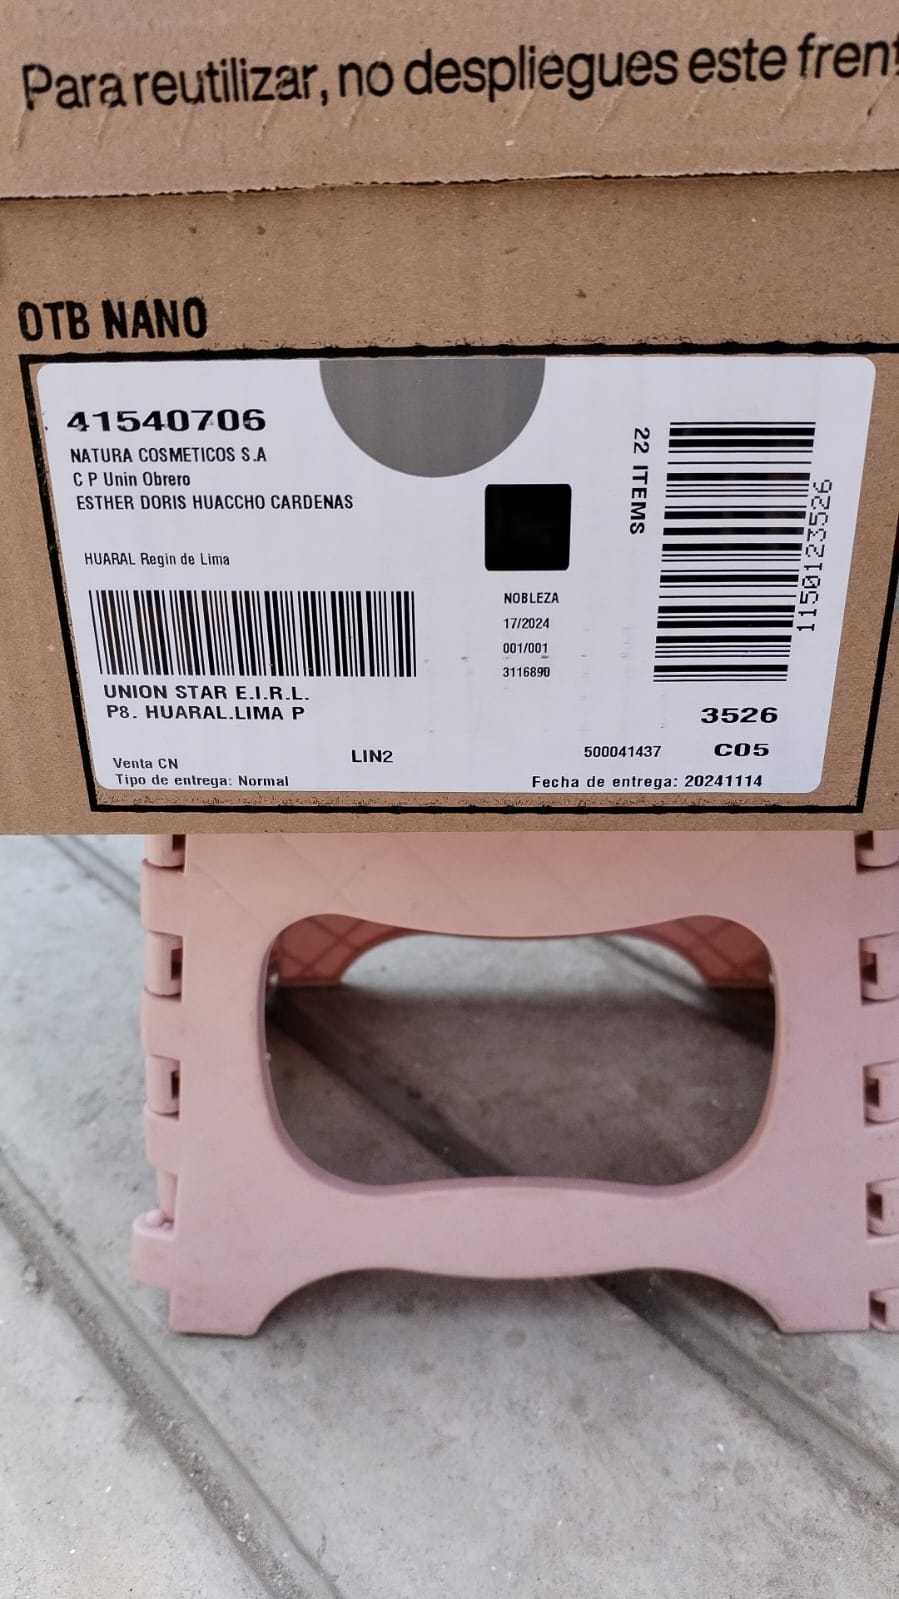 Para reutilizar, no despliegues este
OTB NANO
41540706
NATURA COSMETICOS S.A
C P Unin Obrero
ESTHER DORIS HUACCHO CARDENAS
HUARAL Regin de Lima
22 ITEMS
1150123526
NOBLEZA
17/2024
001/001
3116890
UNION STAR E.I.R.L.
P8. HUARAL.LIMA P
3526
LIN2
500041437
C05
Venta CN
Tipo de entrega: Normal
Fecha de entrega: 20241114